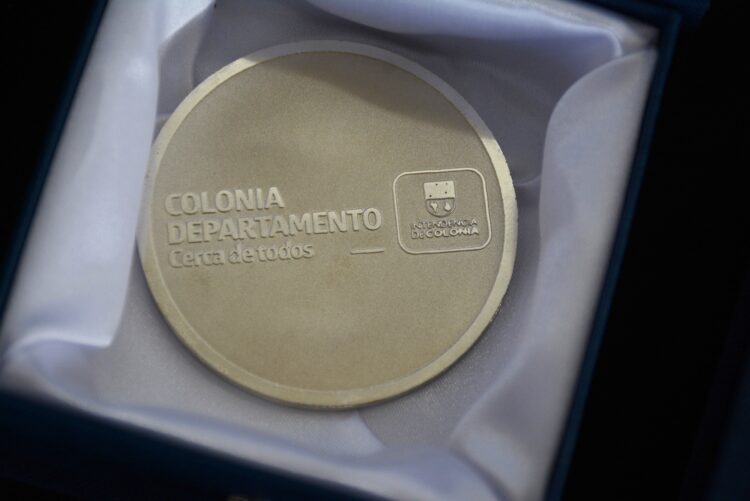 COLONIA
DEPARTAMENTO
Cerca de todos
INTENDENCIA
DE COLONIA